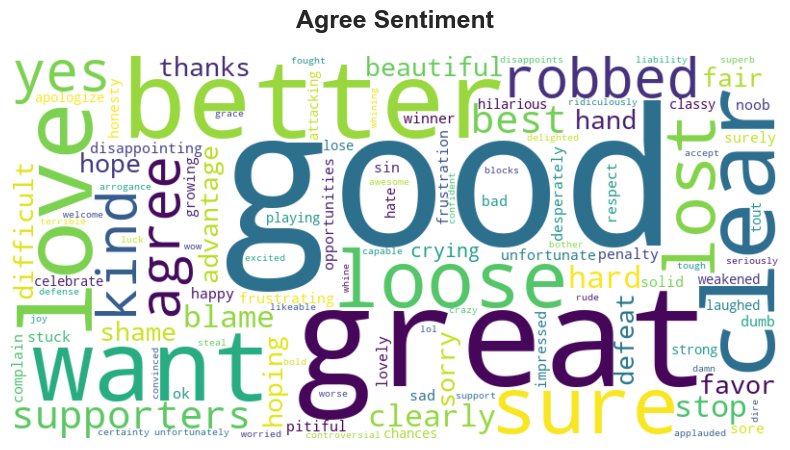 Agree Sentiment
yes
thanks
fought
beautiful
disappoints
liability
superb
apologize
honesty
better
attacking
whining
robbed
fair
grace
winner
hilarious
ridiculously
classy
noob
love
disappointing
lose
best
hand
delighted
surely
hope
growing
good
sin
frustration
desperately
respect
lost
accept
clear
difficult
arrogance
kind
agree
advantage
opportunities
hate
awesome
confident
bad
blocks
welcome
terrible
luck
wow
playing
crying
unfortunate
penalty
tout
excited
capable
bother
seriously
celebrate
defense
happy
frustrating
whine
loose
hard
solid
tough
weakened
joy
likeable
rude
laughed
shame
blame
steal
lol
crazy
impressed
defeat
dumb
stuck
complain
want
convinced
ok
hoping
bold
great
lovely
sorry
strong
damn
worse
sad
support
sure
favor
supporters
pitiful
clearly
stop
dire
certainty
unfortunately
worried
controversial
chances
applauded
sore